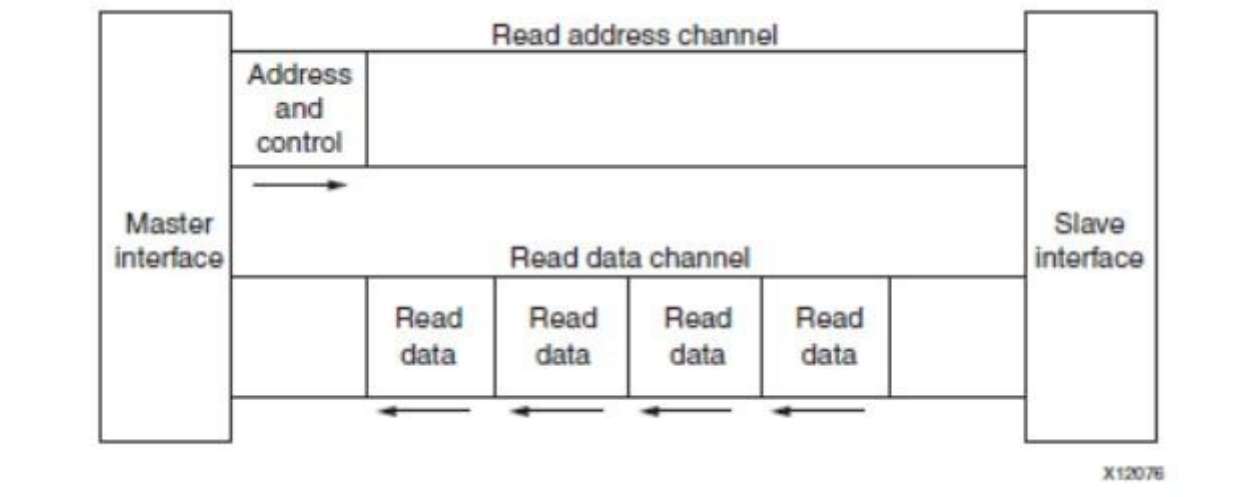 Read address channel
Address
and
control
Master
interface
Slave
interface
Read data channel
Read
data
Read
data
Read
data
Read
data
X12076